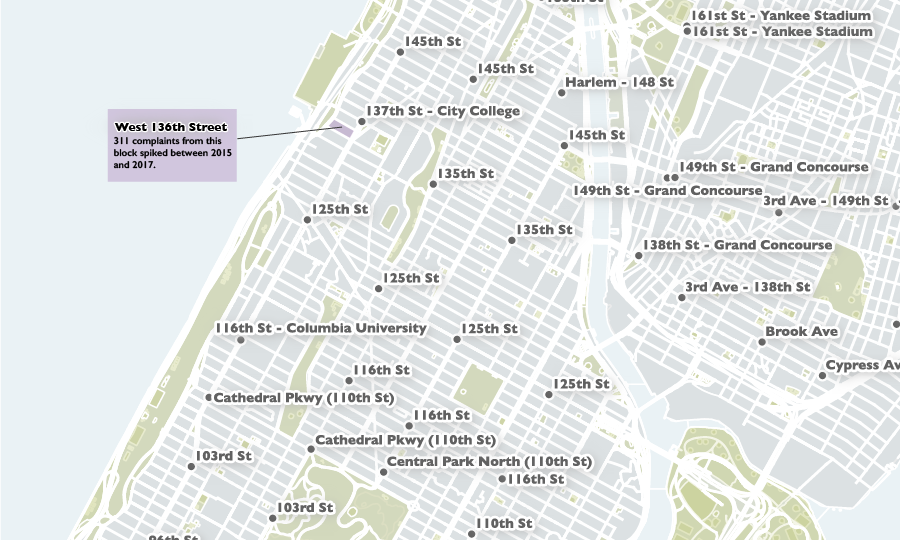 155th St
161st St - Yankee Stadium
161st St - Yankee Stadium
145th St
145th St
Harlem - 148 St
137th St - City College
West 136th Street
311 complaints from this
block spiked between 2015
and 2017.
145th St
149th St - Grand Concourse
135th St
149th St - Grand Concourse
3rd Ave - 149th St
125th St
135th St
138th St - Grand Concourse
125th St
3rd Ave - 138th St
116th St - Columbia University
125th St
Brook Ave
116th St
Cypress Av
125th St
Cathedral Pkwy (110th St)
116th St
Cathedral Pkwy (110th St)
103rd St
Central Park North (110th St)
116th St
103rd St
110th St
96th St